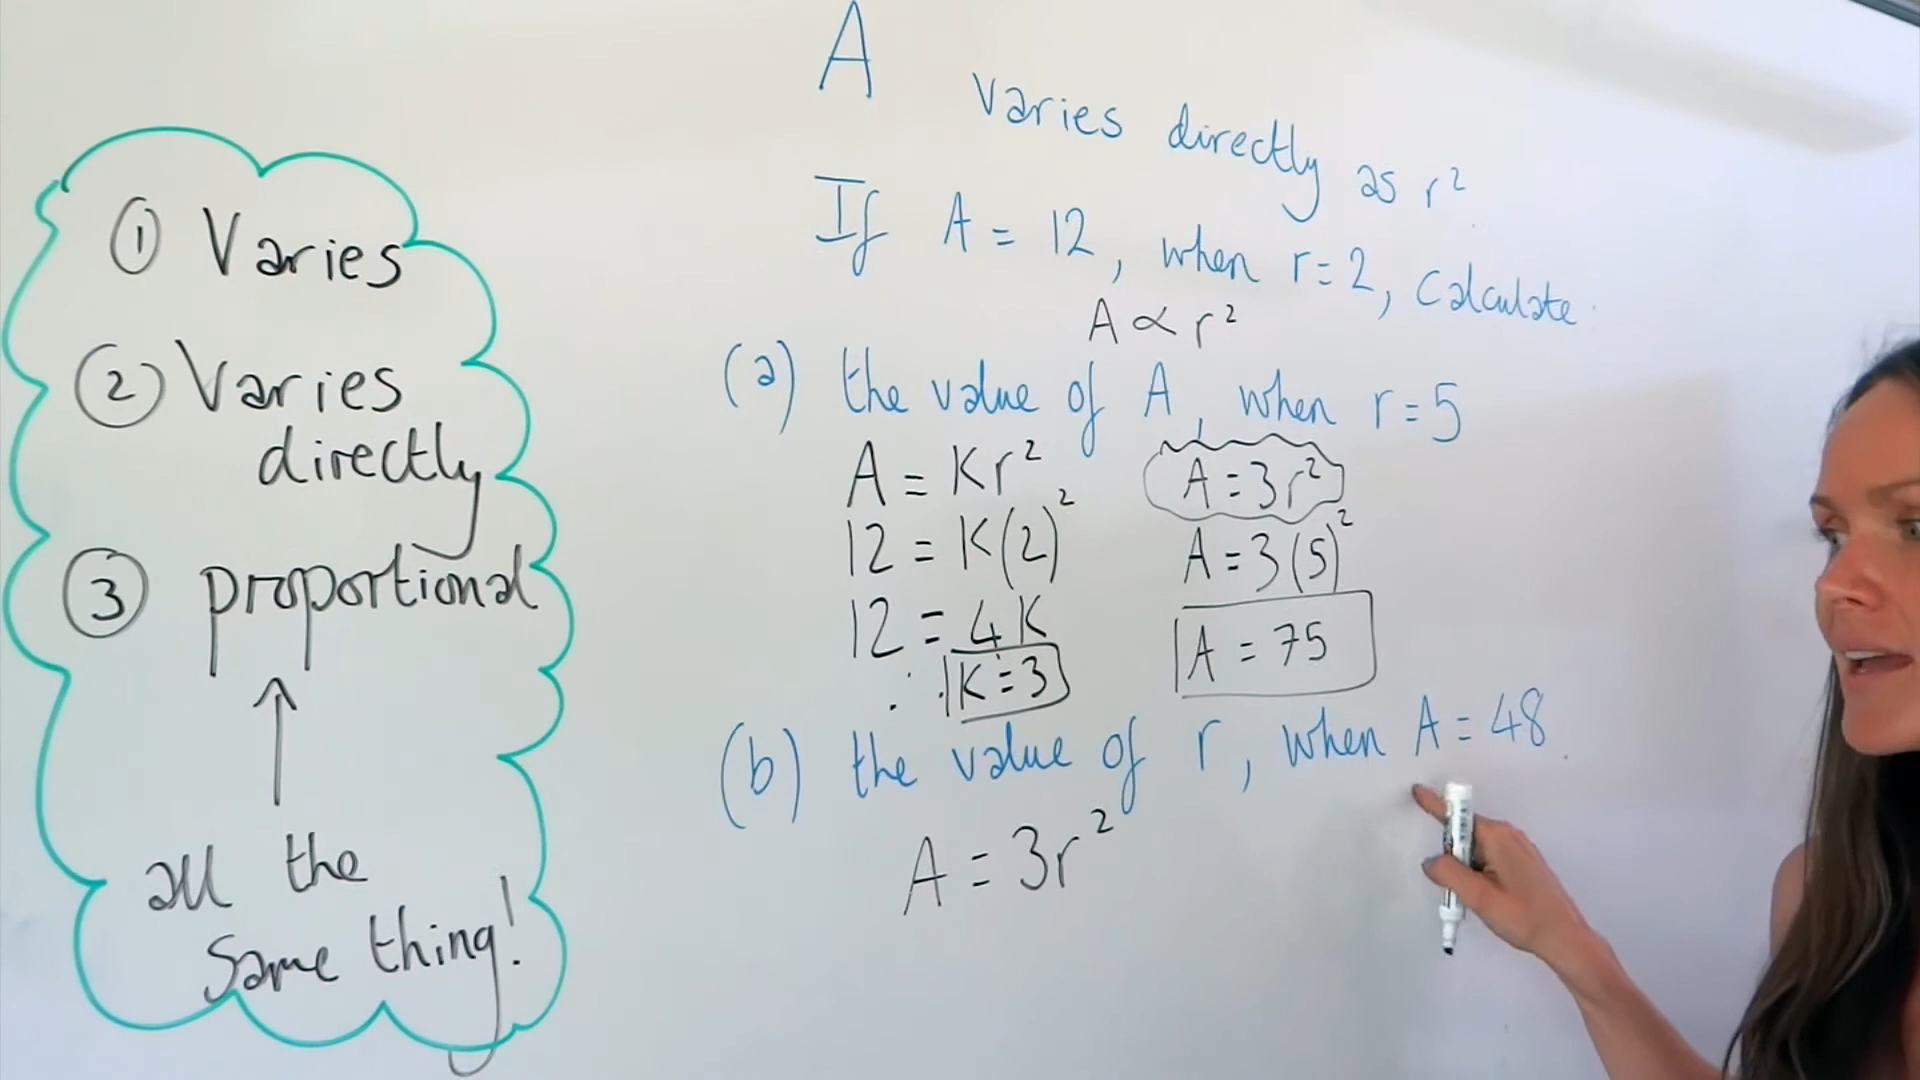 ① Varies
② Varies
directly
③ proportional
↑
all the
same thing!
A varies directly as r²
If A = 12, when r=2, calculate
A ∝ r²
(a) the value of A, when r=5
A = Kr²
12 = K(2)²
12 = 4K
∴ K=3
A=3r²
A=3(5)²
A = 75
(b) the value of r, when A=48.
A = 3r²